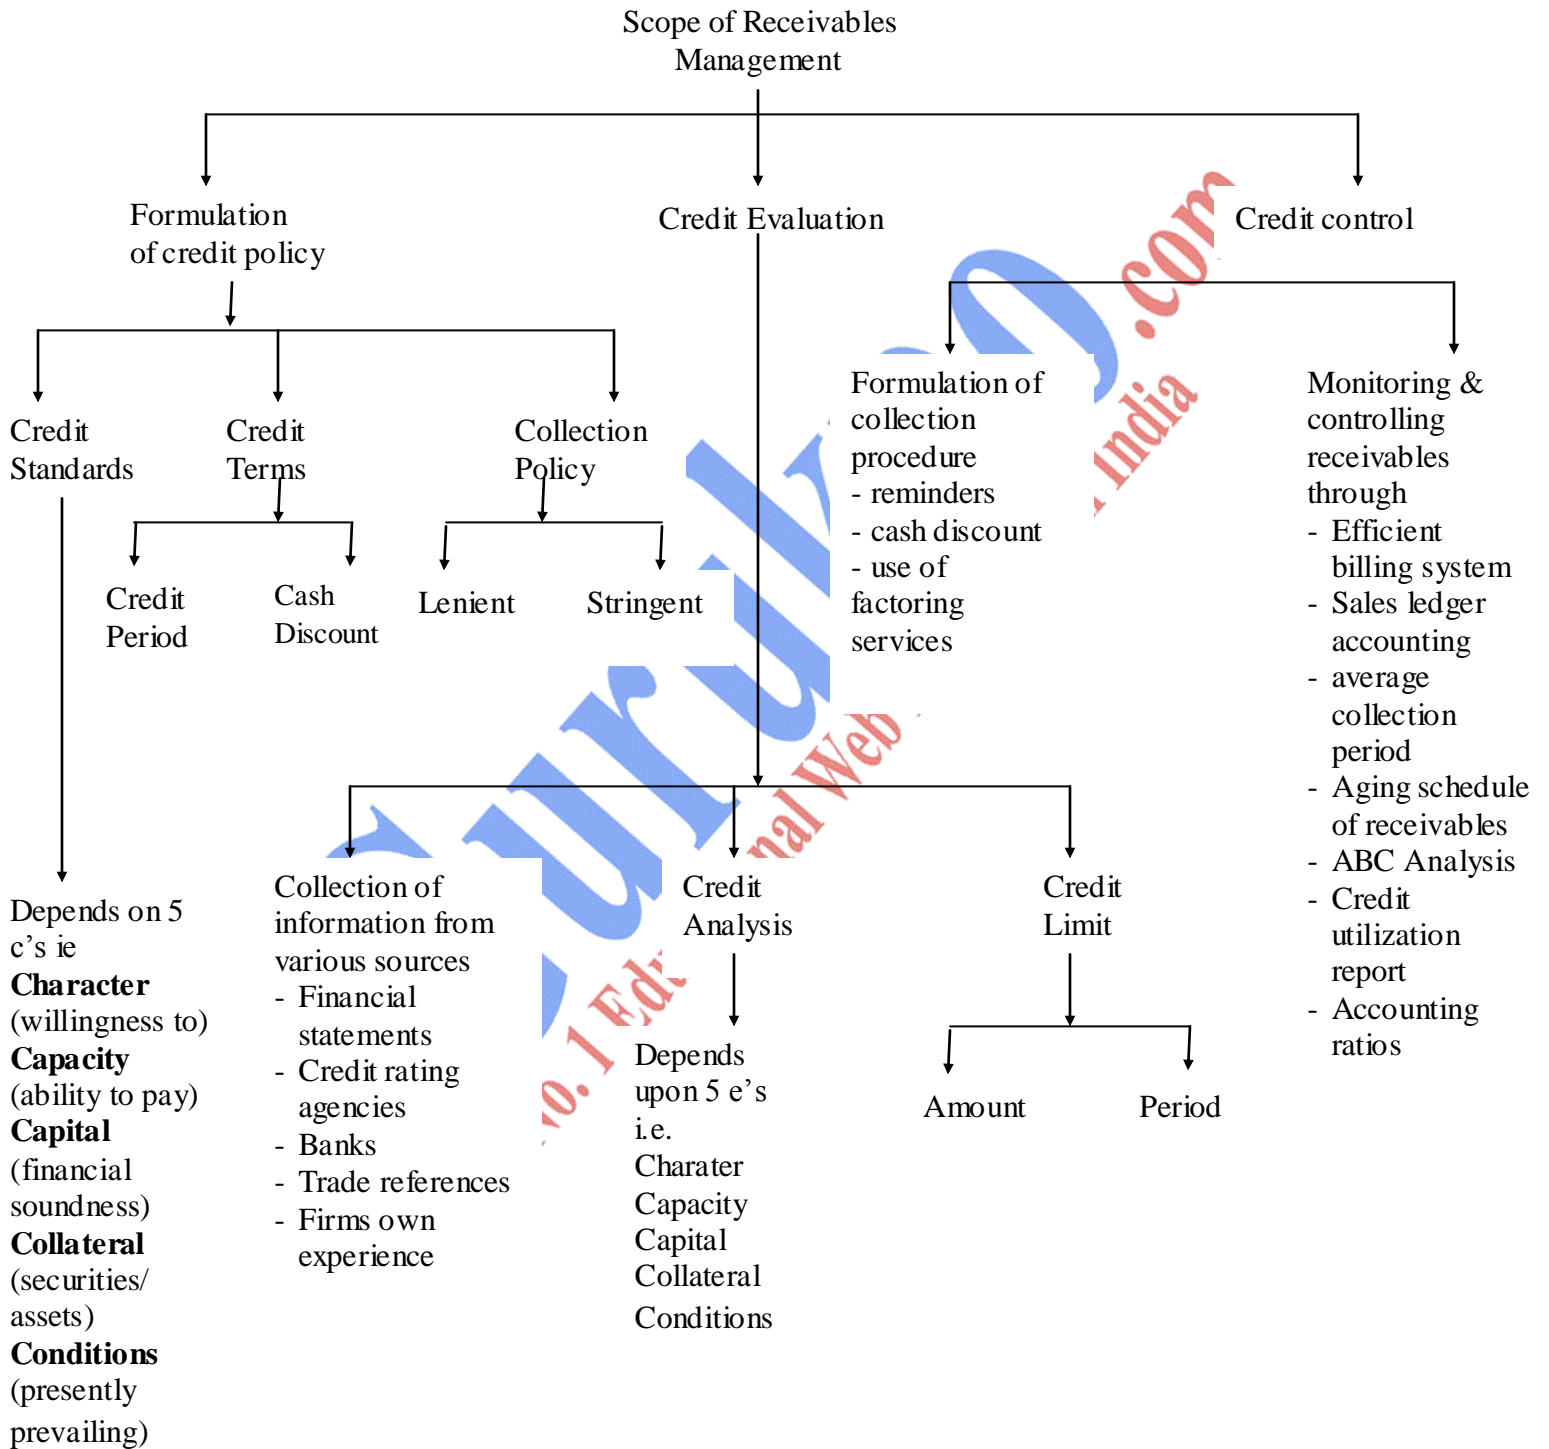 Scope of Receivables
Management
Formulation
of credit policy
Credit Evaluation
Credit control
Credit
Standards
Credit
Terms
Collection
Policy
Credit
Period
Cash
Discount
Lenient
Stringent
Formulation of
collection
procedure
- reminders
- cash discount
- use of
factoring
services
Monitoring &
controlling
receivables
through
- Efficient
billing system
- Sales ledger
accounting
- average
collection
period
- Aging schedule
of receivables
- ABC Analysis
- Credit
utilization
report
- Accounting
ratios
Depends on 5
c's ie
Character
(willingness to)
Capacity
(ability to pay)
Capital
(financial
soundness)
Collateral
(securities/
assets)
Conditions
(presently
prevailing)
Collection of
information from
various sources
- Financial
statements
- Credit rating
agencies
- Banks
- Trade references
- Firms own
experience
Credit
Analysis
Depends
upon 5 e's
i.e.
Charater
Capacity
Capital
Collateral
Conditions
Credit
Limit
Amount
Period
.com
No. 1
Web
India